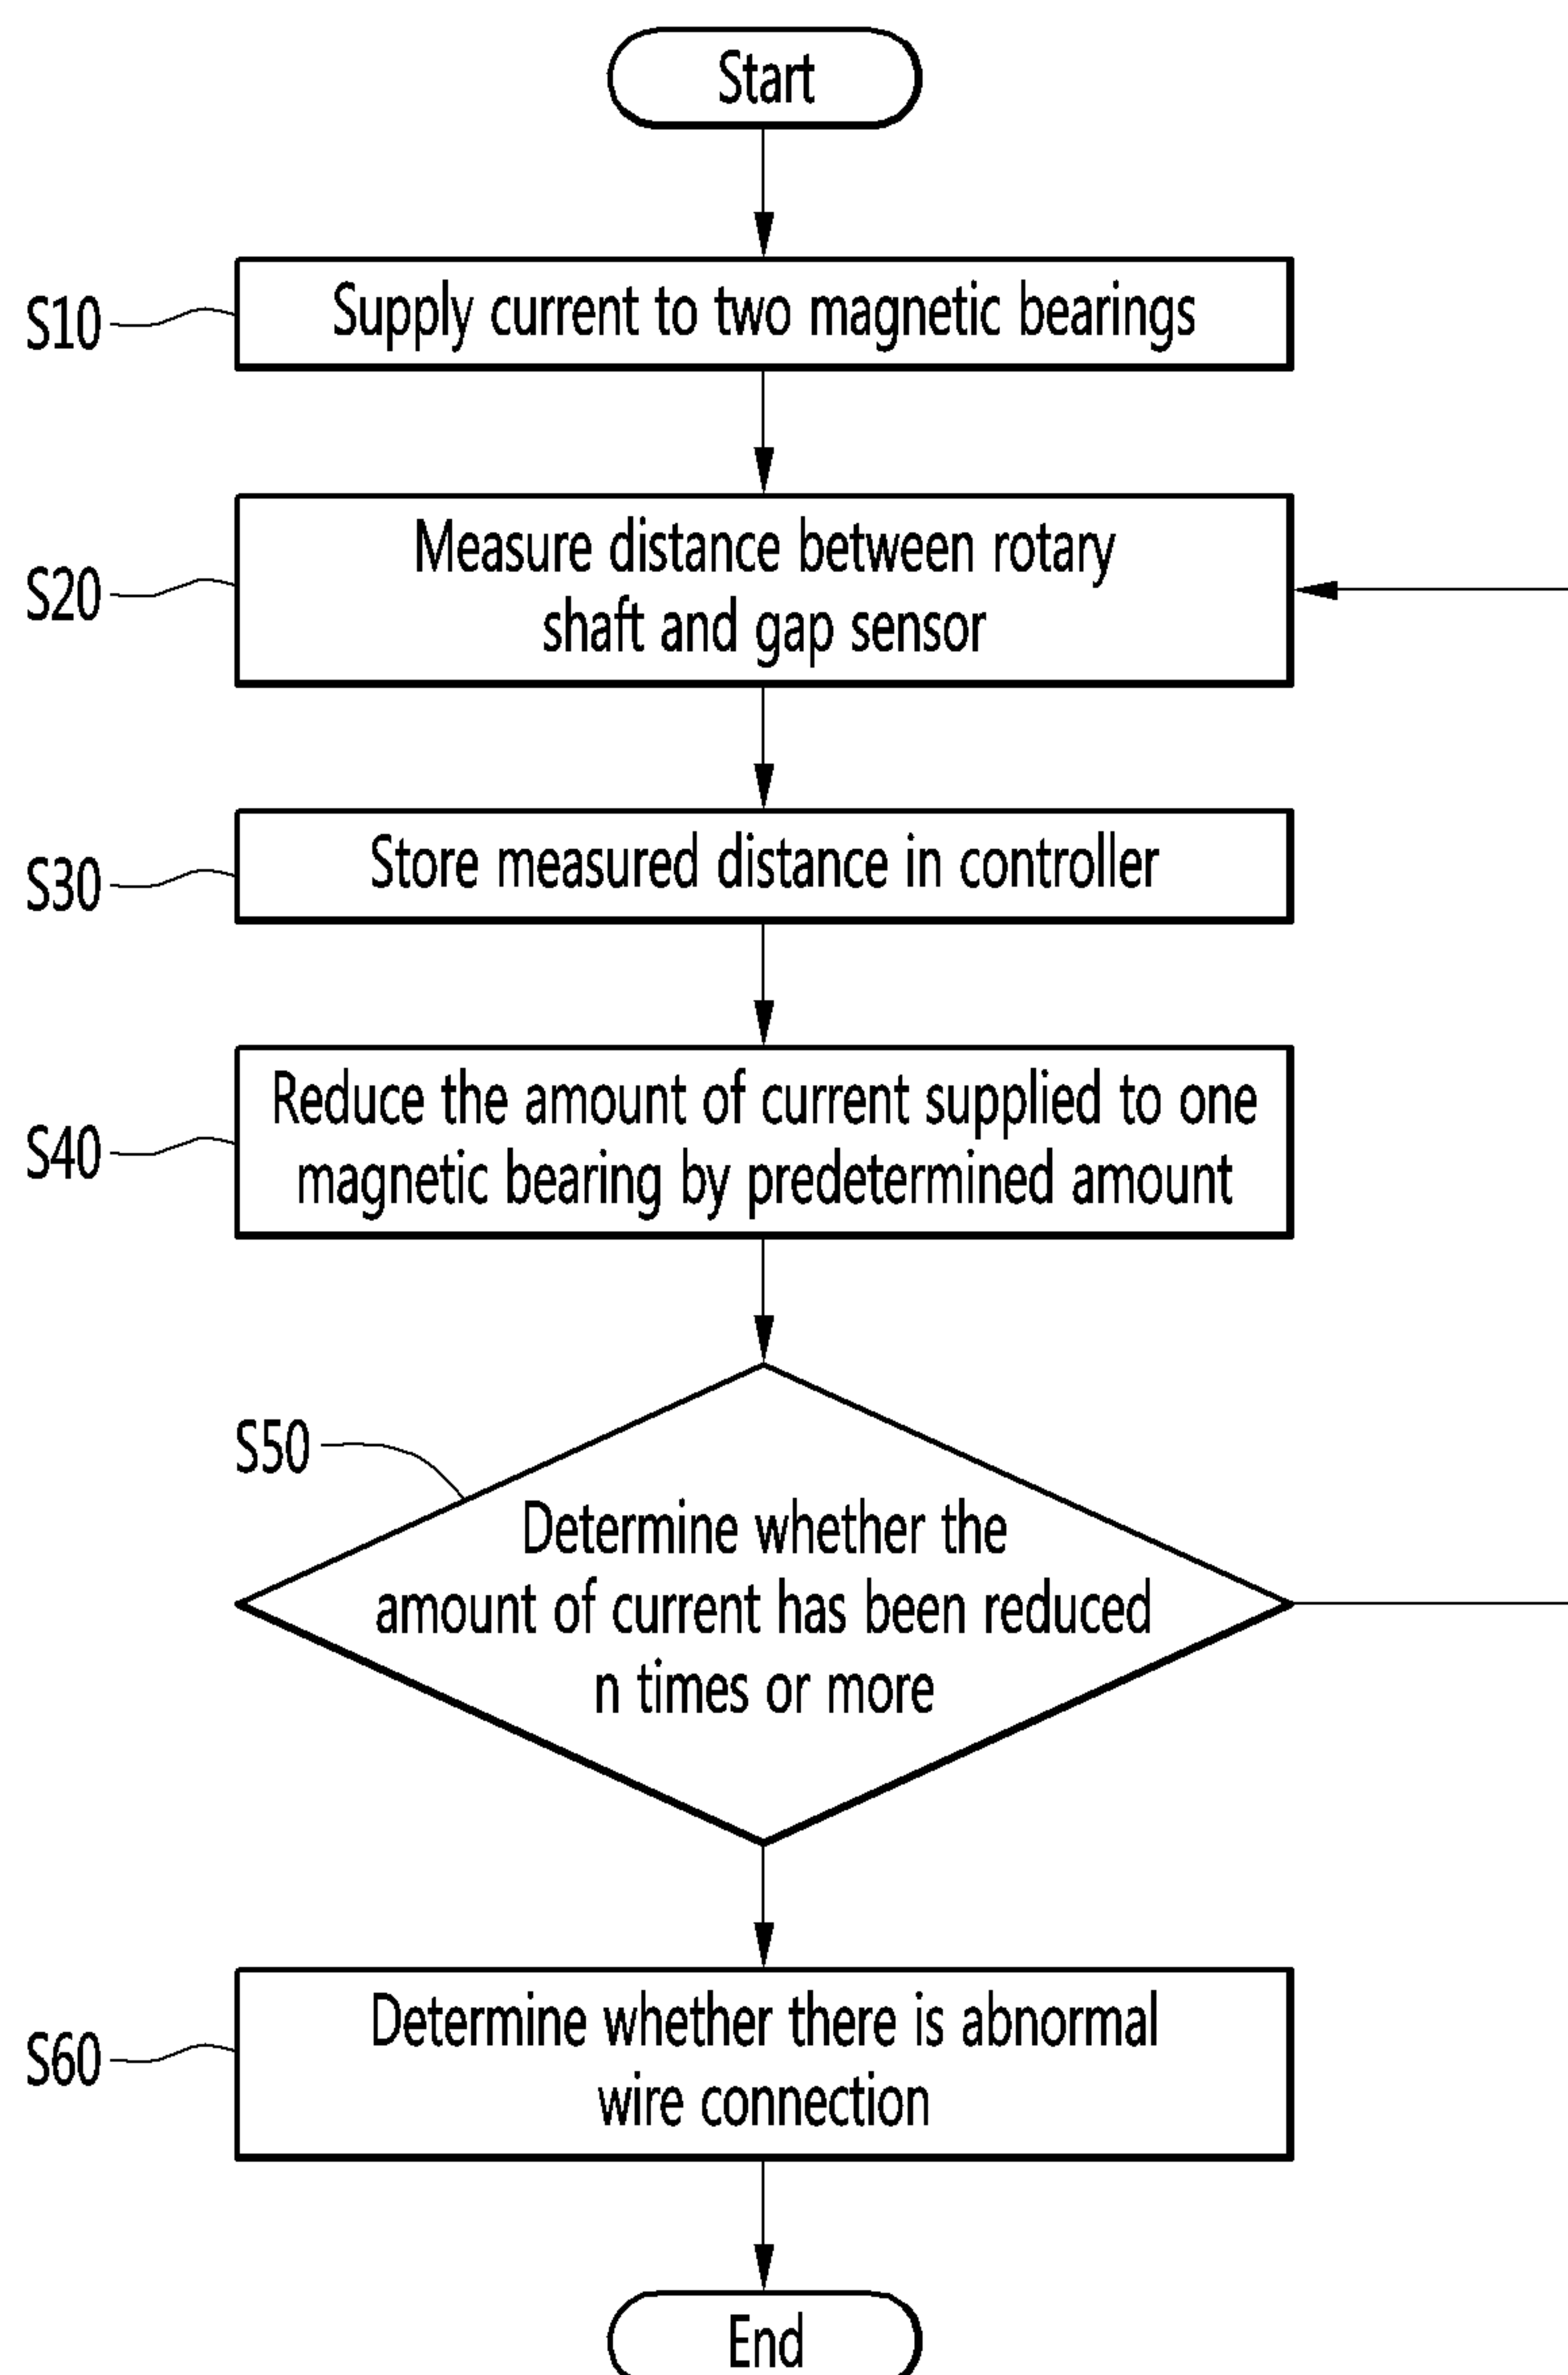 Start
S10
Supply current to two magnetic bearings
S20
Measure distance between rotary
shaft and gap sensor
S30
Store measured distance in controller
S40
Reduce the amount of current supplied to one
magnetic bearing by predetermined amount
S50
Determine whether the
amount of current has been reduced
n times or more
S60
Determine whether there is abnormal
wire connection
End